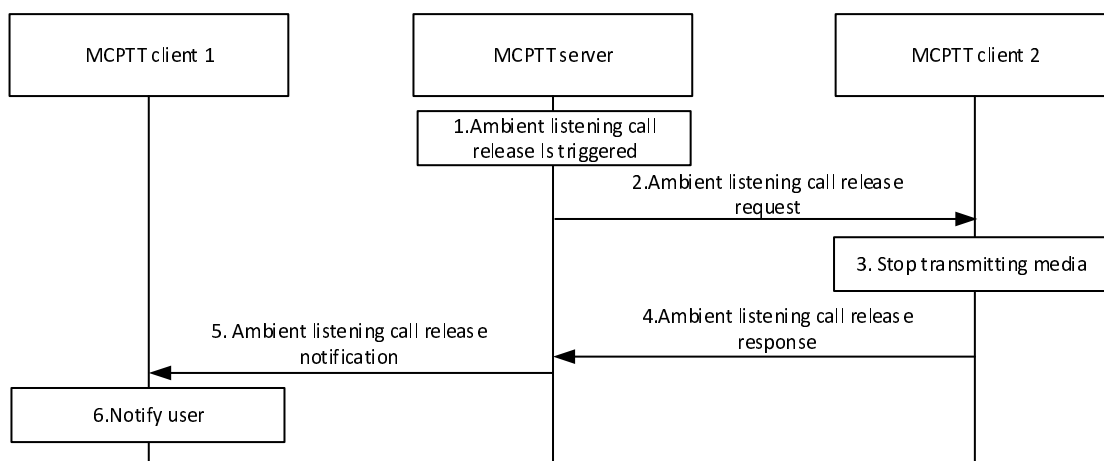 MCPTT client 1
MCPTT server
MCPTT client 2
1.Ambient listening call
release Is triggered
2.Ambient listening call release
request
3. Stop transmitting media
4.Ambient listening call release
response
5. Ambient listening call release
notification
6.Notify user